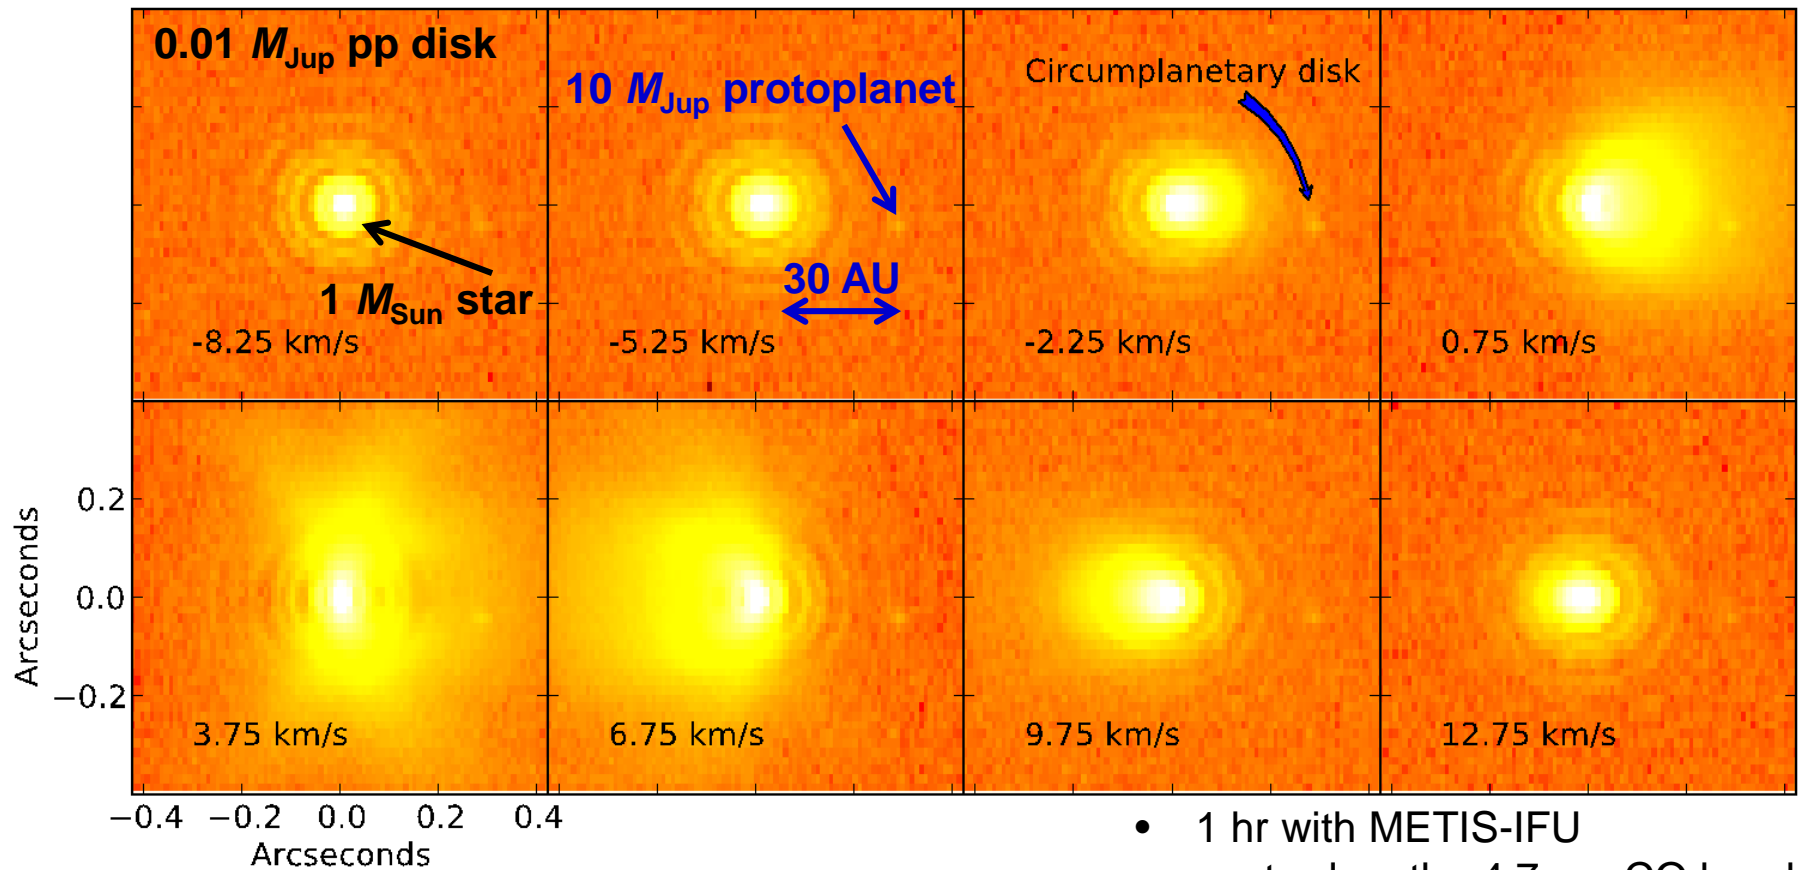 0.01 MJup pp disk
10 MJup protoplanet
Circumplanetary disk
1 MSun star
30 AU
-8.25 km/s
-5.25 km/s
-2.25 km/s
0.75 km/s
3.75 km/s
6.75 km/s
9.75 km/s
12.75 km/s
Arcseconds
0.2
0.0
−0.2
−0.4 −0.2 0.0 0.2 0.4
Arcseconds
• 1 hr with METIS-IFU